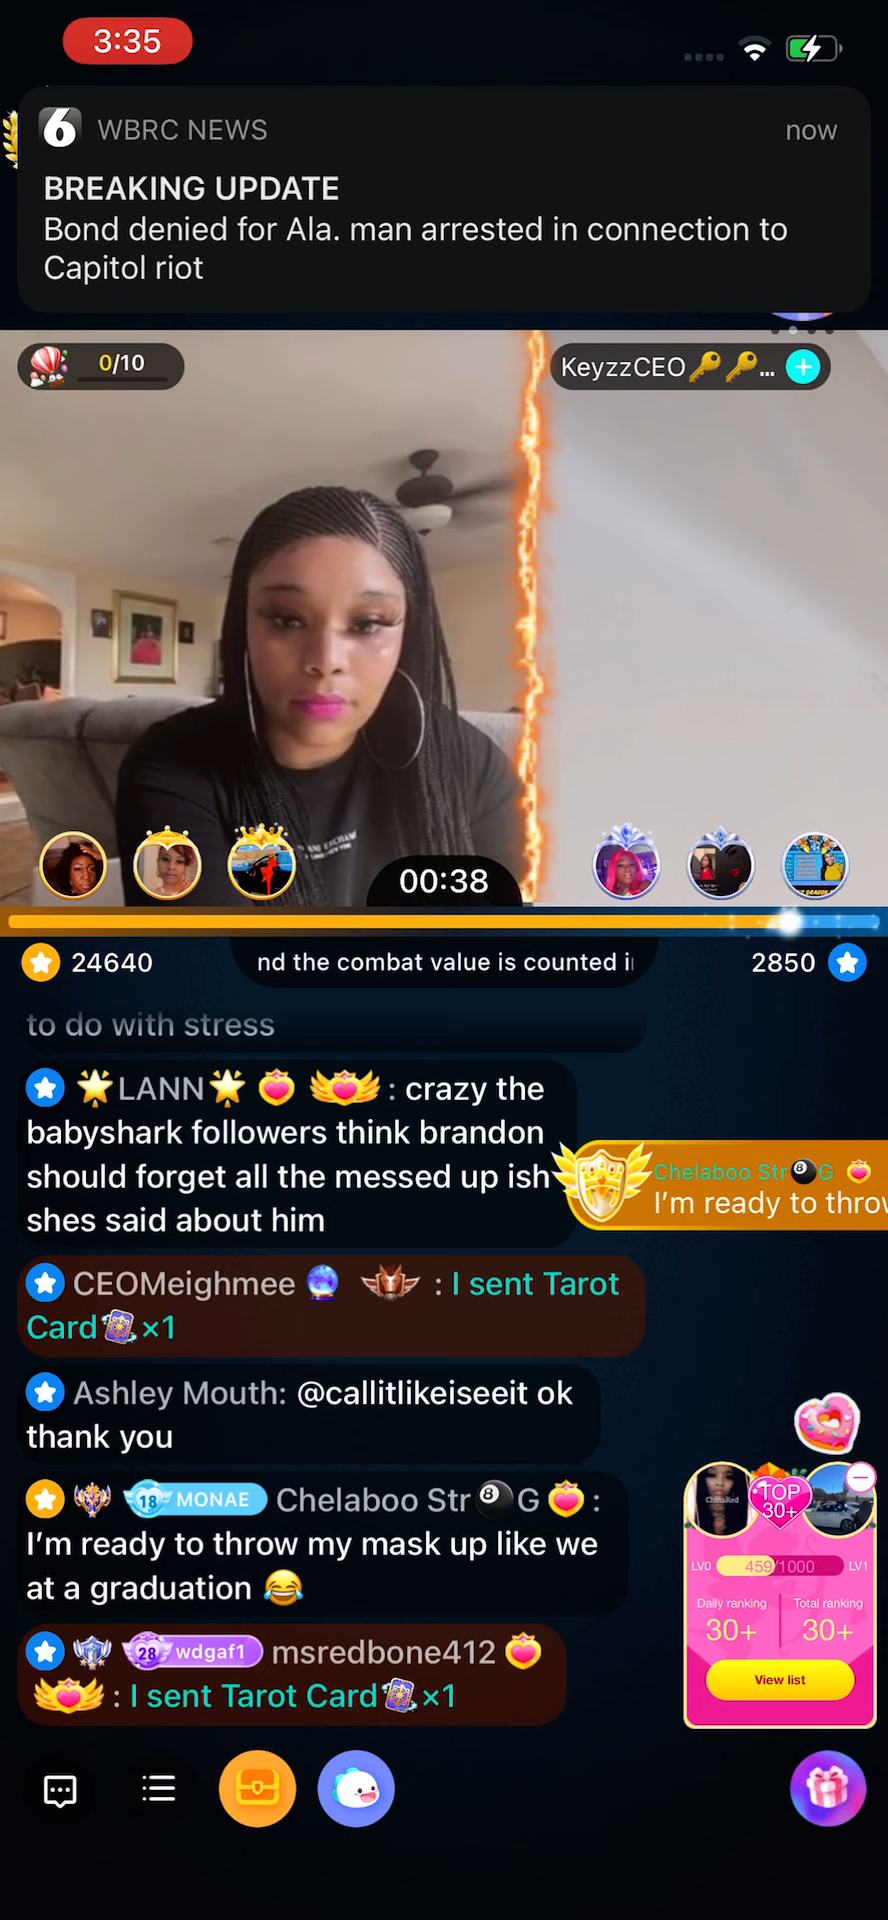 3:35
WBRC NEWS
now
BREAKING UPDATE
Bond denied for Ala. man arrested in connection to
Capitol riot
0/10
KeyzzCEO🔑🔑...
00:38
24640
nd the combat value is counted i
2850
to do with stress
🌟LANN🌟 : crazy the
babyshark followers think brandon
should forget all the messed up ish
shes said about him
Chelaboo Str🎱G
I'm ready to throw
CEOMeighmee🔮 : I sent Tarot
Card ×1
Ashley Mouth: @callitlikeiseeit ok
thank you
18 MONAE Chelaboo Str🎱G :
I'm ready to throw my mask up like we
at a graduation 😂
28 wdgaf1 msredbone412
: I sent Tarot Card ×1
ChinaRed
TOP
30+
LV0 459/1000 LV1
Daily ranking
30+
Total ranking
30+
View list